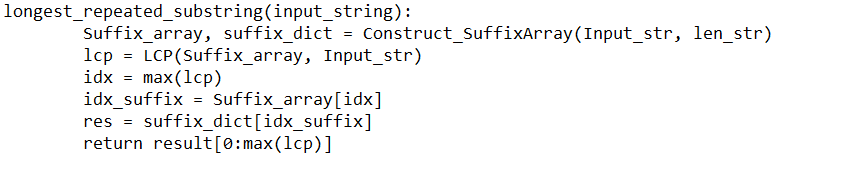 longest_repeated_substring(input_string):
        Suffix_array, suffix_dict = Construct_SuffixArray(Input_str, len_str)
        lcp = LCP(Suffix_array, Input_str)
        idx = max(lcp)
        idx_suffix = Suffix_array[idx]
        res = suffix_dict[idx_suffix]
        return result[0:max(lcp)]